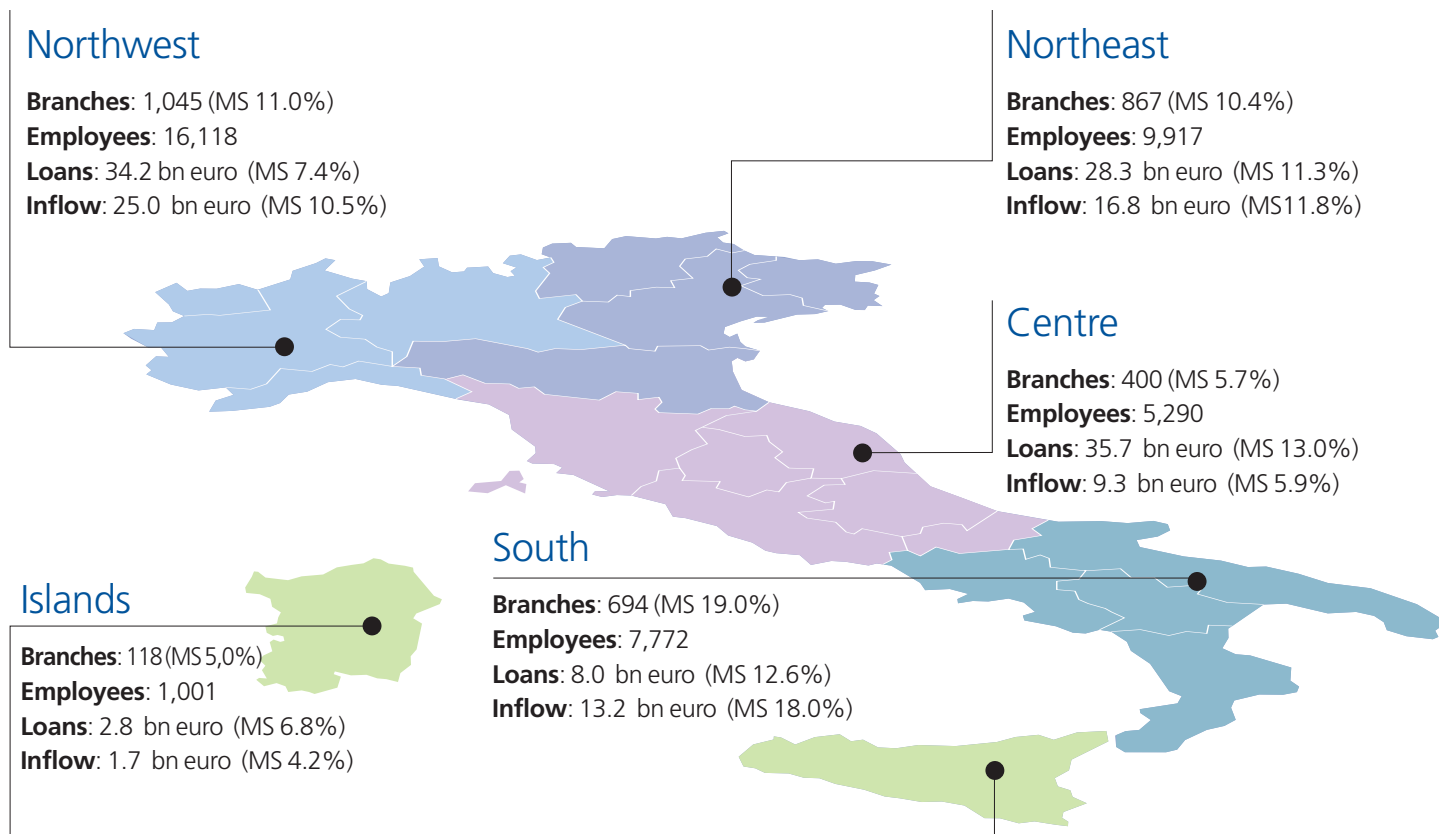 Northwest
Branches: 1,045 (MS 11.0%)
Employees: 16,118
Loans: 34.2 bn euro (MS 7.4%)
Inflow: 25.0 bn euro (MS 10.5%)
Northeast
Branches: 867 (MS 10.4%)
Employees: 9,917
Loans: 28.3 bn euro (MS 11.3%)
Inflow: 16.8 bn euro (MS11.8%)
Centre
Branches: 400 (MS 5.7%)
Employees: 5,290
Loans: 35.7 bn euro (MS 13.0%)
Inflow: 9.3 bn euro (MS 5.9%)
South
Branches: 694 (MS 19.0%)
Employees: 7,772
Loans: 8.0 bn euro (MS 12.6%)
Inflow: 13.2 bn euro (MS 18.0%)
Islands
Branches: 118(MS5,0%)
Employees: 1,001
Loans: 2.8 bn euro (MS 6.8%)
Inflow: 1.7 bn euro (MS 4.2%)